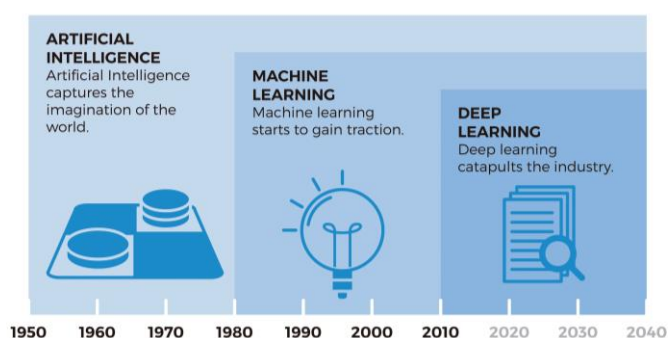 ARTIFICIAL
INTELLIGENCE
Artificial Intelligence
captures the
imagination of the
world.
MACHINE
LEARNING
Machine learning
starts to gain traction.
DEEP
LEARNING
Deep learning
catapults the industry.
1950 1960 1970 1980 1990 2000 2010 2020 2030 2040